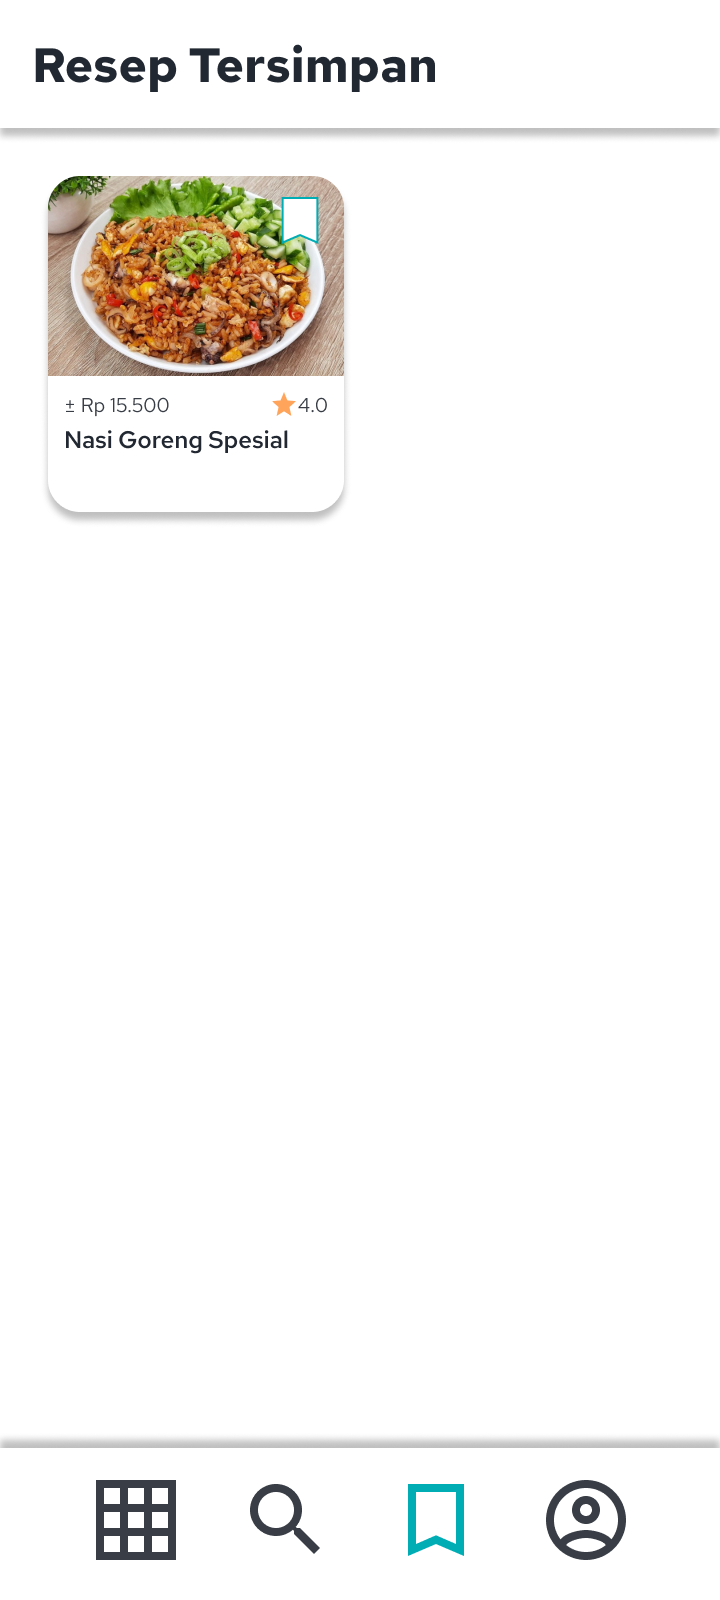 Resep Tersimpan
± Rp 15.500
4.0
Nasi Goreng Spesial